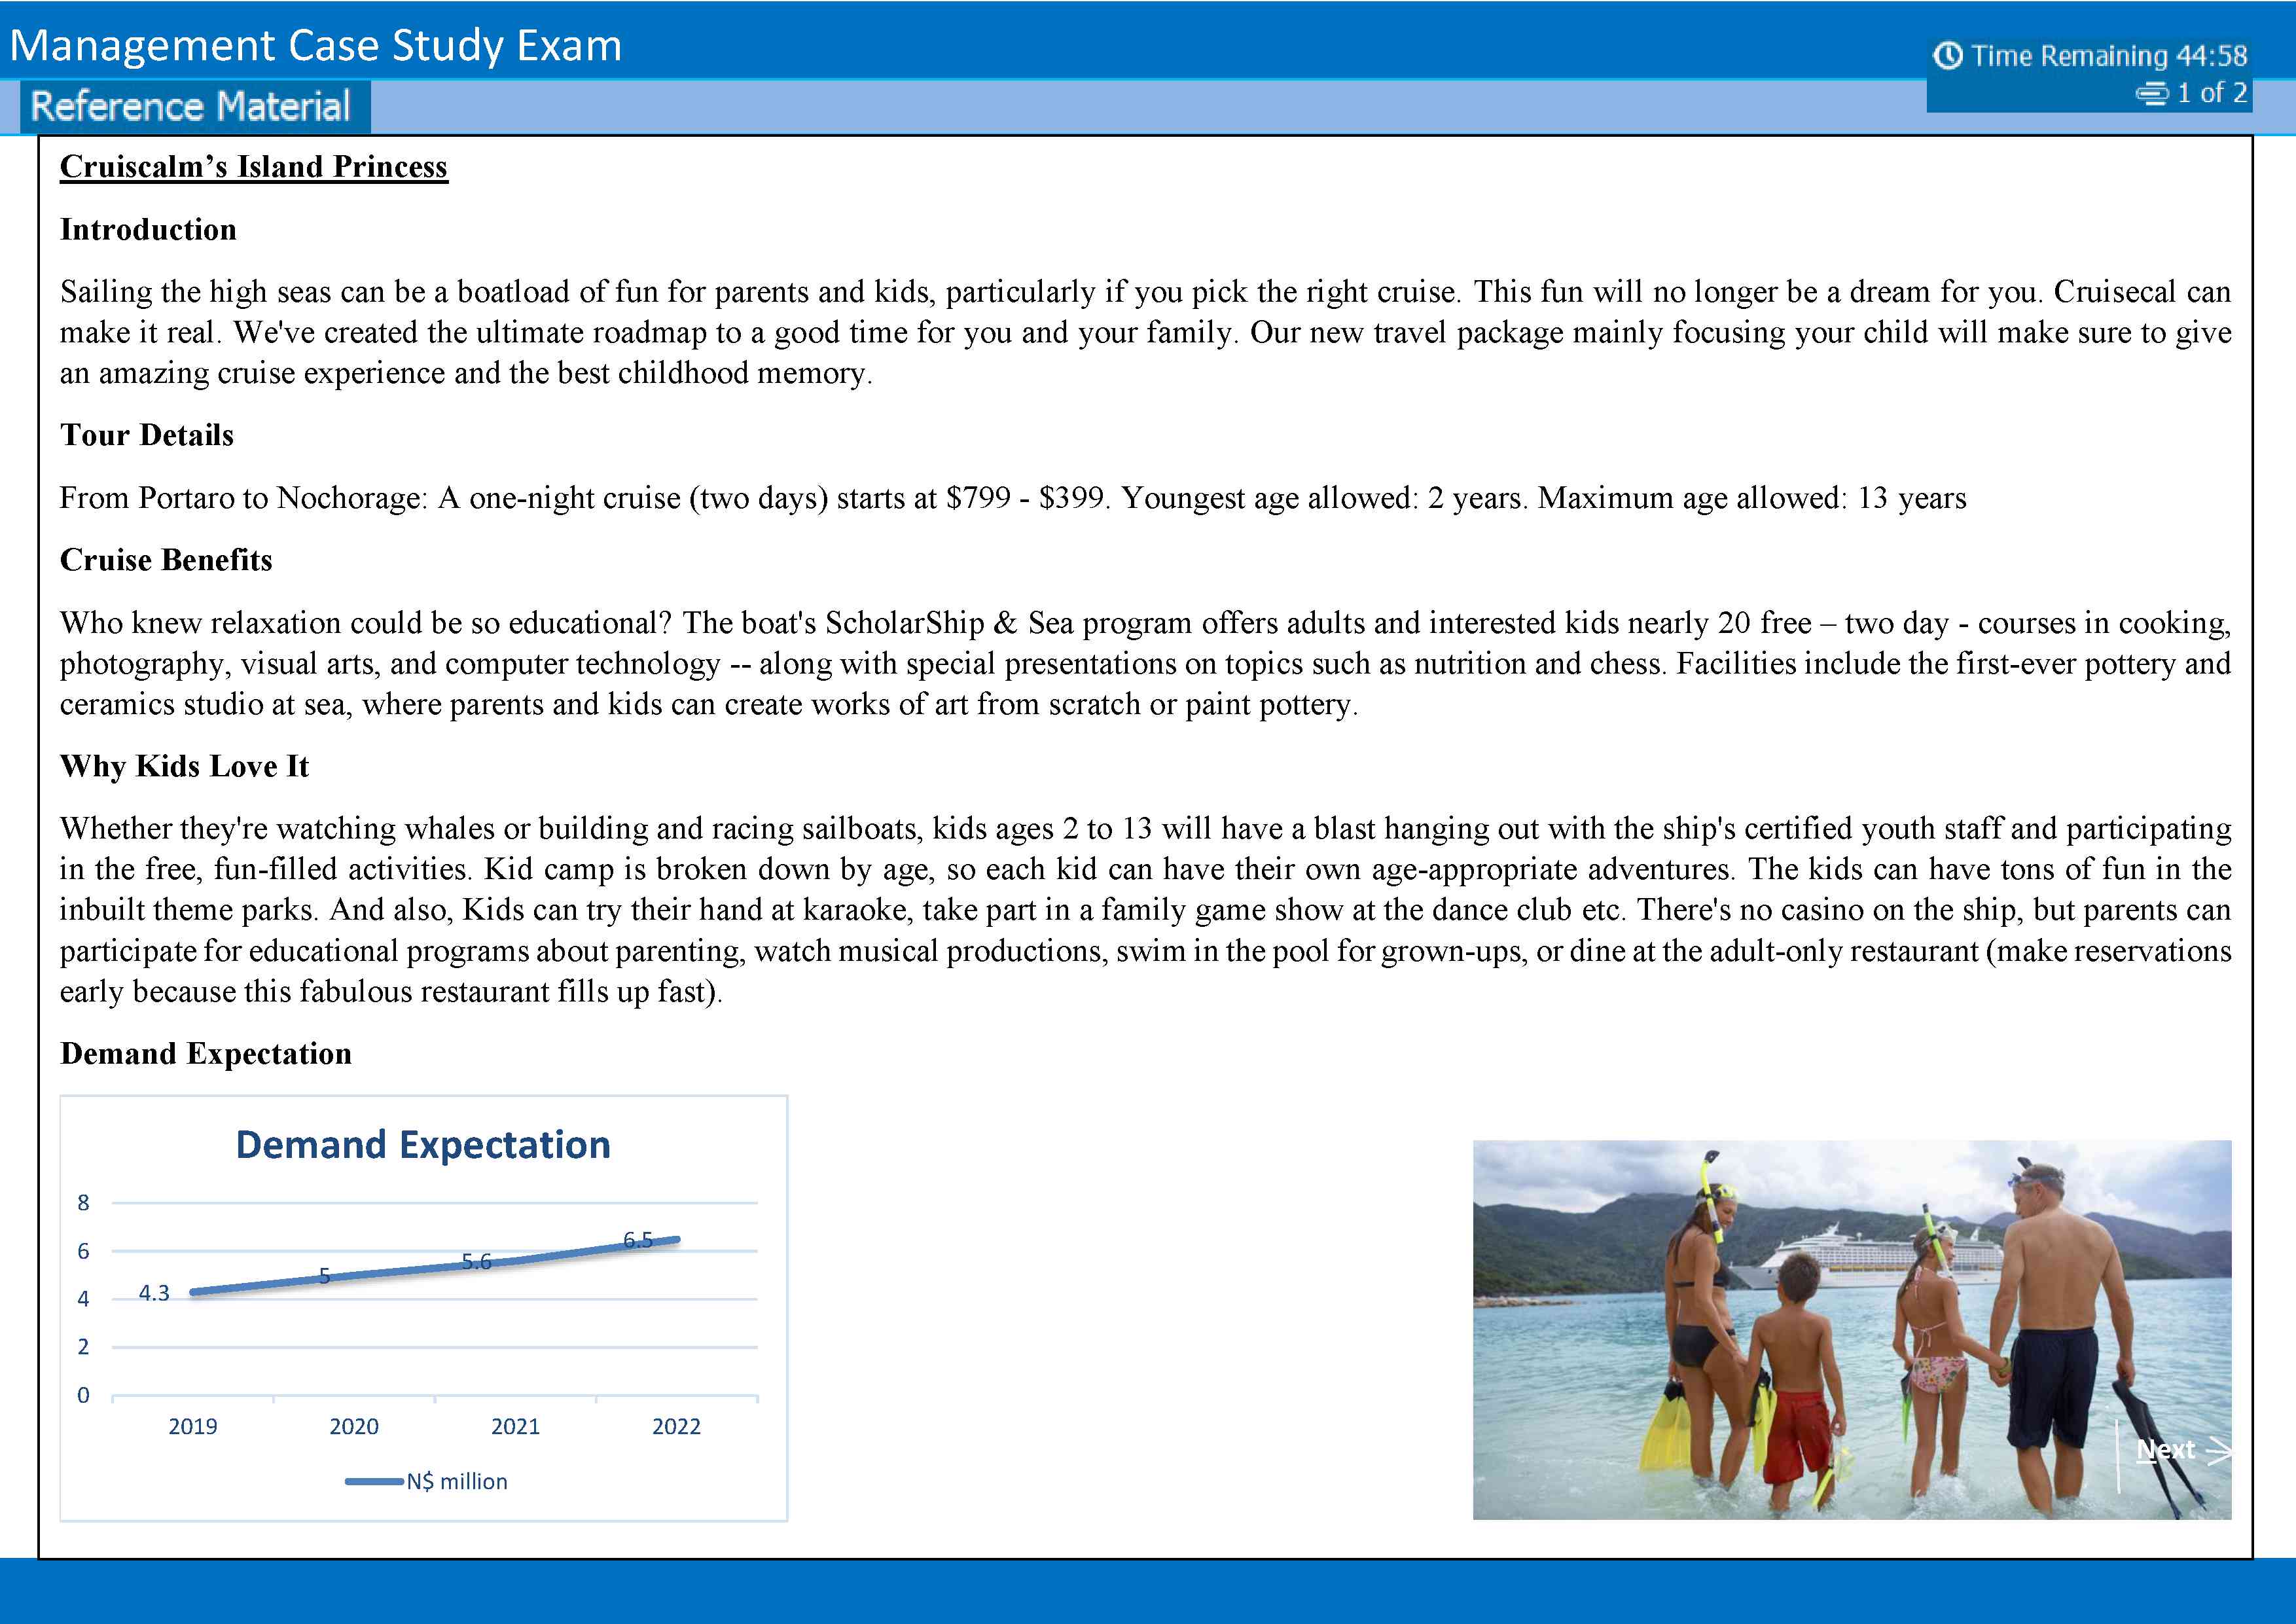 Management Case Study Exam
Time Remaining 44:58
1 of 2
Reference Material
Cruiscalm’s Island Princess
Introduction
Sailing the high seas can be a boatload of fun for parents and kids, particularly if you pick the right cruise. This fun will no longer be a dream for you. Cruisecal can
make it real. We've created the ultimate roadmap to a good time for you and your family. Our new travel package mainly focusing your child will make sure to give
an amazing cruise experience and the best childhood memory.
Tour Details
From Portaro to Nochorage: A one-night cruise (two days) starts at $799 - $399. Youngest age allowed: 2 years. Maximum age allowed: 13 years
Cruise Benefits
Who knew relaxation could be so educational? The boat's ScholarShip & Sea program offers adults and interested kids nearly 20 free – two day - courses in cooking,
photography, visual arts, and computer technology -- along with special presentations on topics such as nutrition and chess. Facilities include the first-ever pottery and
ceramics studio at sea, where parents and kids can create works of art from scratch or paint pottery.
Why Kids Love It
Whether they're watching whales or building and racing sailboats, kids ages 2 to 13 will have a blast hanging out with the ship's certified youth staff and participating
in the free, fun-filled activities. Kid camp is broken down by age, so each kid can have their own age-appropriate adventures. The kids can have tons of fun in the
inbuilt theme parks. And also, Kids can try their hand at karaoke, take part in a family game show at the dance club etc. There's no casino on the ship, but parents can
participate for educational programs about parenting, watch musical productions, swim in the pool for grown-ups, or dine at the adult-only restaurant (make reservations
early because this fabulous restaurant fills up fast).
Demand Expectation
Demand Expectation
8
6
4
2
0
4.3
5
5.6
6.5
2019 2020 2021 2022
N$ million
Next